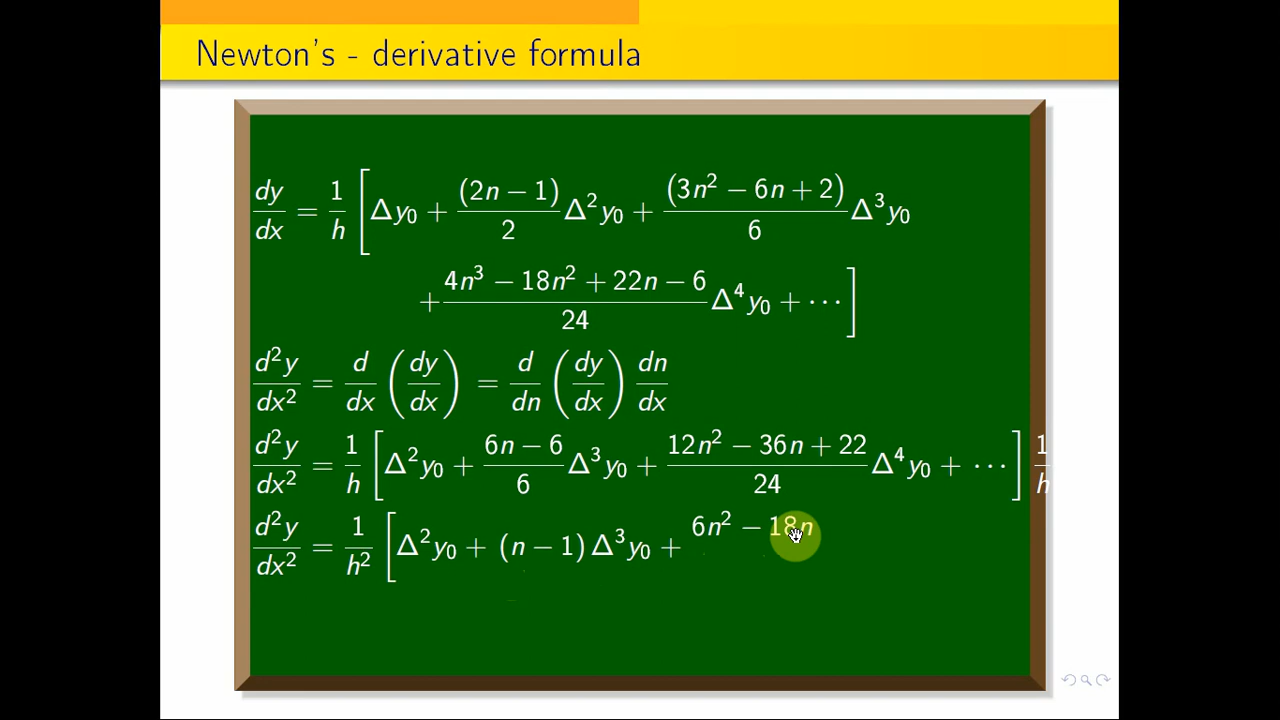 Newton's - derivative formula
dy/dx = 1/h [ Δy₀ + (2n − 1)/2 Δ²y₀ + (3n² − 6n + 2)/6 Δ³y₀
+ 4n³ − 18n² + 22n − 6/24 Δ⁴y₀ + ⋯ ]
d²y/dx² = d/dx (dy/dx) = d/dn (dy/dx) dn/dx
d²y/dx² = 1/h [ Δ²y₀ + 6n − 6/6 Δ³y₀ + 12n² − 36n + 22/24 Δ⁴y₀ + ⋯ ] 1/h
d²y/dx² = 1/h² [ Δ²y₀ + (n − 1) Δ³y₀ + 6n² − 18n